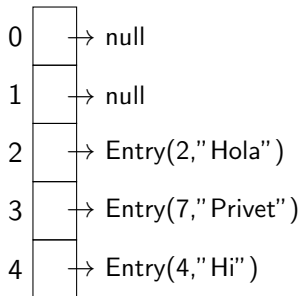 0 → null
1 → null
2 → Entry(2,"Hola")
3 → Entry(7,"Privet")
4 → Entry(4,"Hi")